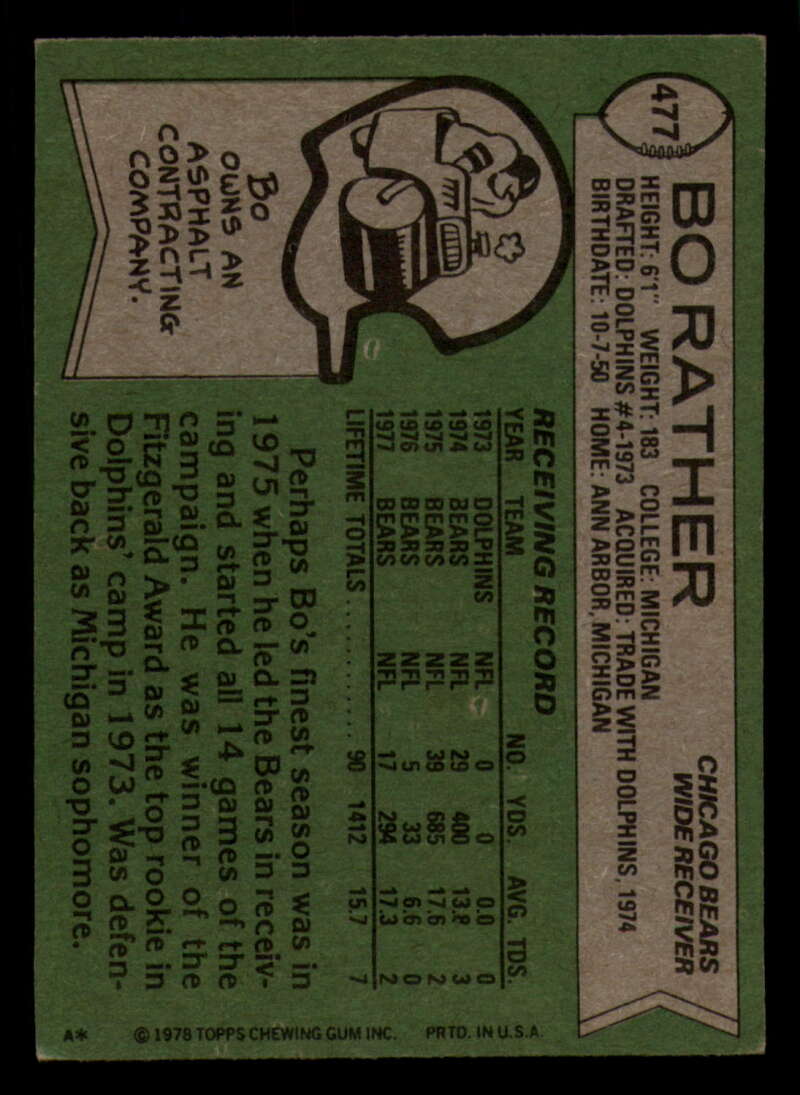 477
BO RATHER
CHICAGO BEARS
WIDE RECEIVER
HEIGHT: 6'1" WEIGHT: 183 COLLEGE: MICHIGAN
DRAFTED: DOLPHINS #4-1973 ACQUIRED: TRADE WITH DOLPHINS, 1974
BIRTHDATE: 10-7-50 HOME: ANN ARBOR, MICHIGAN
BO
OWNS AN
ASPHALT
CONTRACTING
COMPANY.
RECEIVING RECORD
YEAR TEAM NO. YDS. AVG. TDS.
1973 DOLPHINS NFL 0 0 0.0 0
1974 BEARS NFL 29 400 13.8 3
1975 BEARS NFL 39 685 17.6 2
1976 BEARS NFL 5 33 6.6 0
1977 BEARS NFL 17 294 17.3 2
LIFETIME TOTALS .......... 90 1412 15.7 7
Perhaps Bo's finest season was in
1975 when he led the Bears in receiv-
ing and started all 14 games of the
campaign. He was winner of the
Fitzgerald Award as the top rookie in
Dolphins' camp in 1973. Was defen-
sive back as Michigan sophomore.
A* © 1978 TOPPS CHEWING GUM INC. PRTD. IN U.S.A.